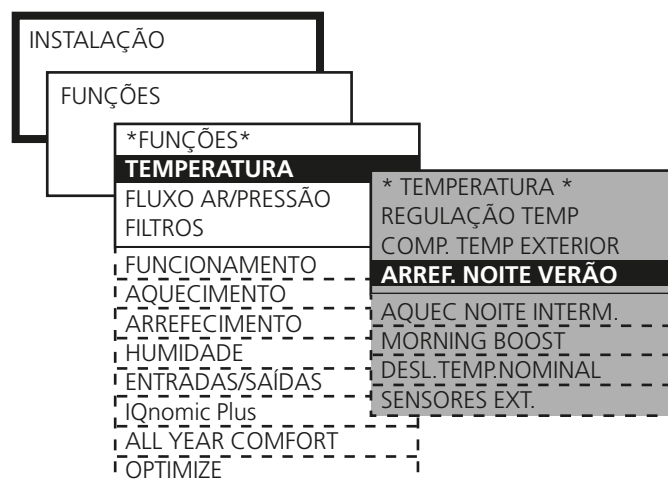 INSTALAÇÃO
FUNÇÕES
*FUNÇÕES*
TEMPERATURA
FLUXO AR/PRESSÃO
FILTROS
FUNCIONAMENTO
AQUECIMENTO
ARREFECIMENTO
HUMIDADE
ENTRADAS/SAÍDAS
IQnomic Plus
ALL YEAR COMFORT
OPTIMIZE
* TEMPERATURA *
REGULAÇÃO TEMP
COMP. TEMP EXTERIOR
ARREF. NOITE VERÃO
AQUEC NOITE INTERM.
MORNING BOOST
DESL.TEMP.NOMINAL
SENSORES EXT.